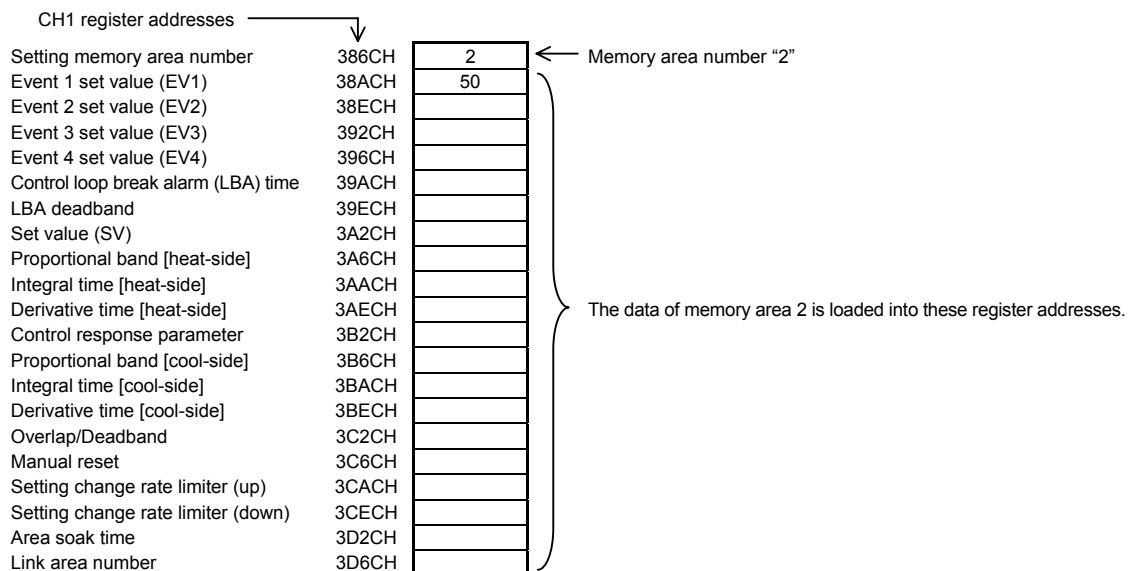 CH1 register addresses
Setting memory area number 386CH 2 Memory area number “2”
Event 1 set value (EV1) 38ACH 50
Event 2 set value (EV2) 38ECH
Event 3 set value (EV3) 392CH
Event 4 set value (EV4) 396CH
Control loop break alarm (LBA) time 39ACH
LBA deadband 39ECH
Set value (SV) 3A2CH
Proportional band [heat-side] 3A6CH
Integral time [heat-side] 3AACH
Derivative time [heat-side] 3AECH The data of memory area 2 is loaded into these register addresses.
Control response parameter 3B2CH
Proportional band [cool-side] 3B6CH
Integral time [cool-side] 3BACH
Derivative time [cool-side] 3BECH
Overlap/Deadband 3C2CH
Manual reset 3C6CH
Setting change rate limiter (up) 3CACH
Setting change rate limiter (down) 3CECH
Area soak time 3D2CH
Link area number 3D6CH